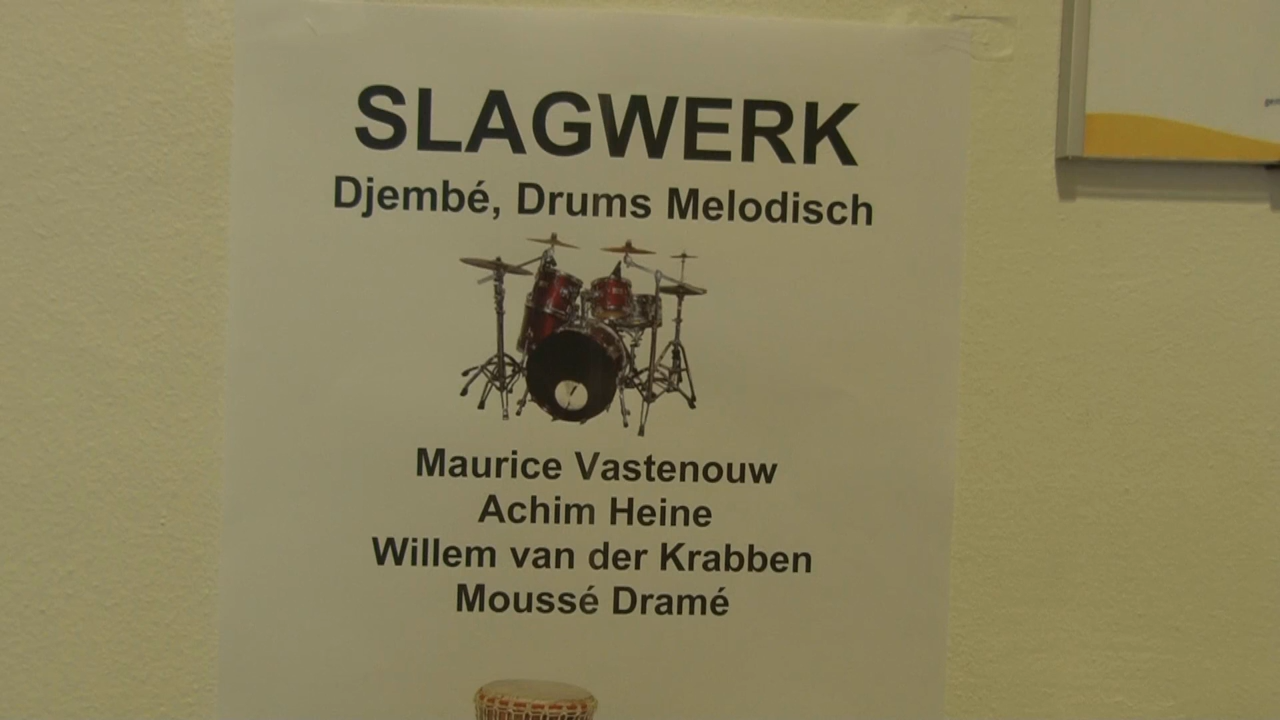 SLAGWERK
Djembé, Drums Melodisch
Maurice Vastenouw
Achim Heine
Willem van der Krabben
Moussé Dramé